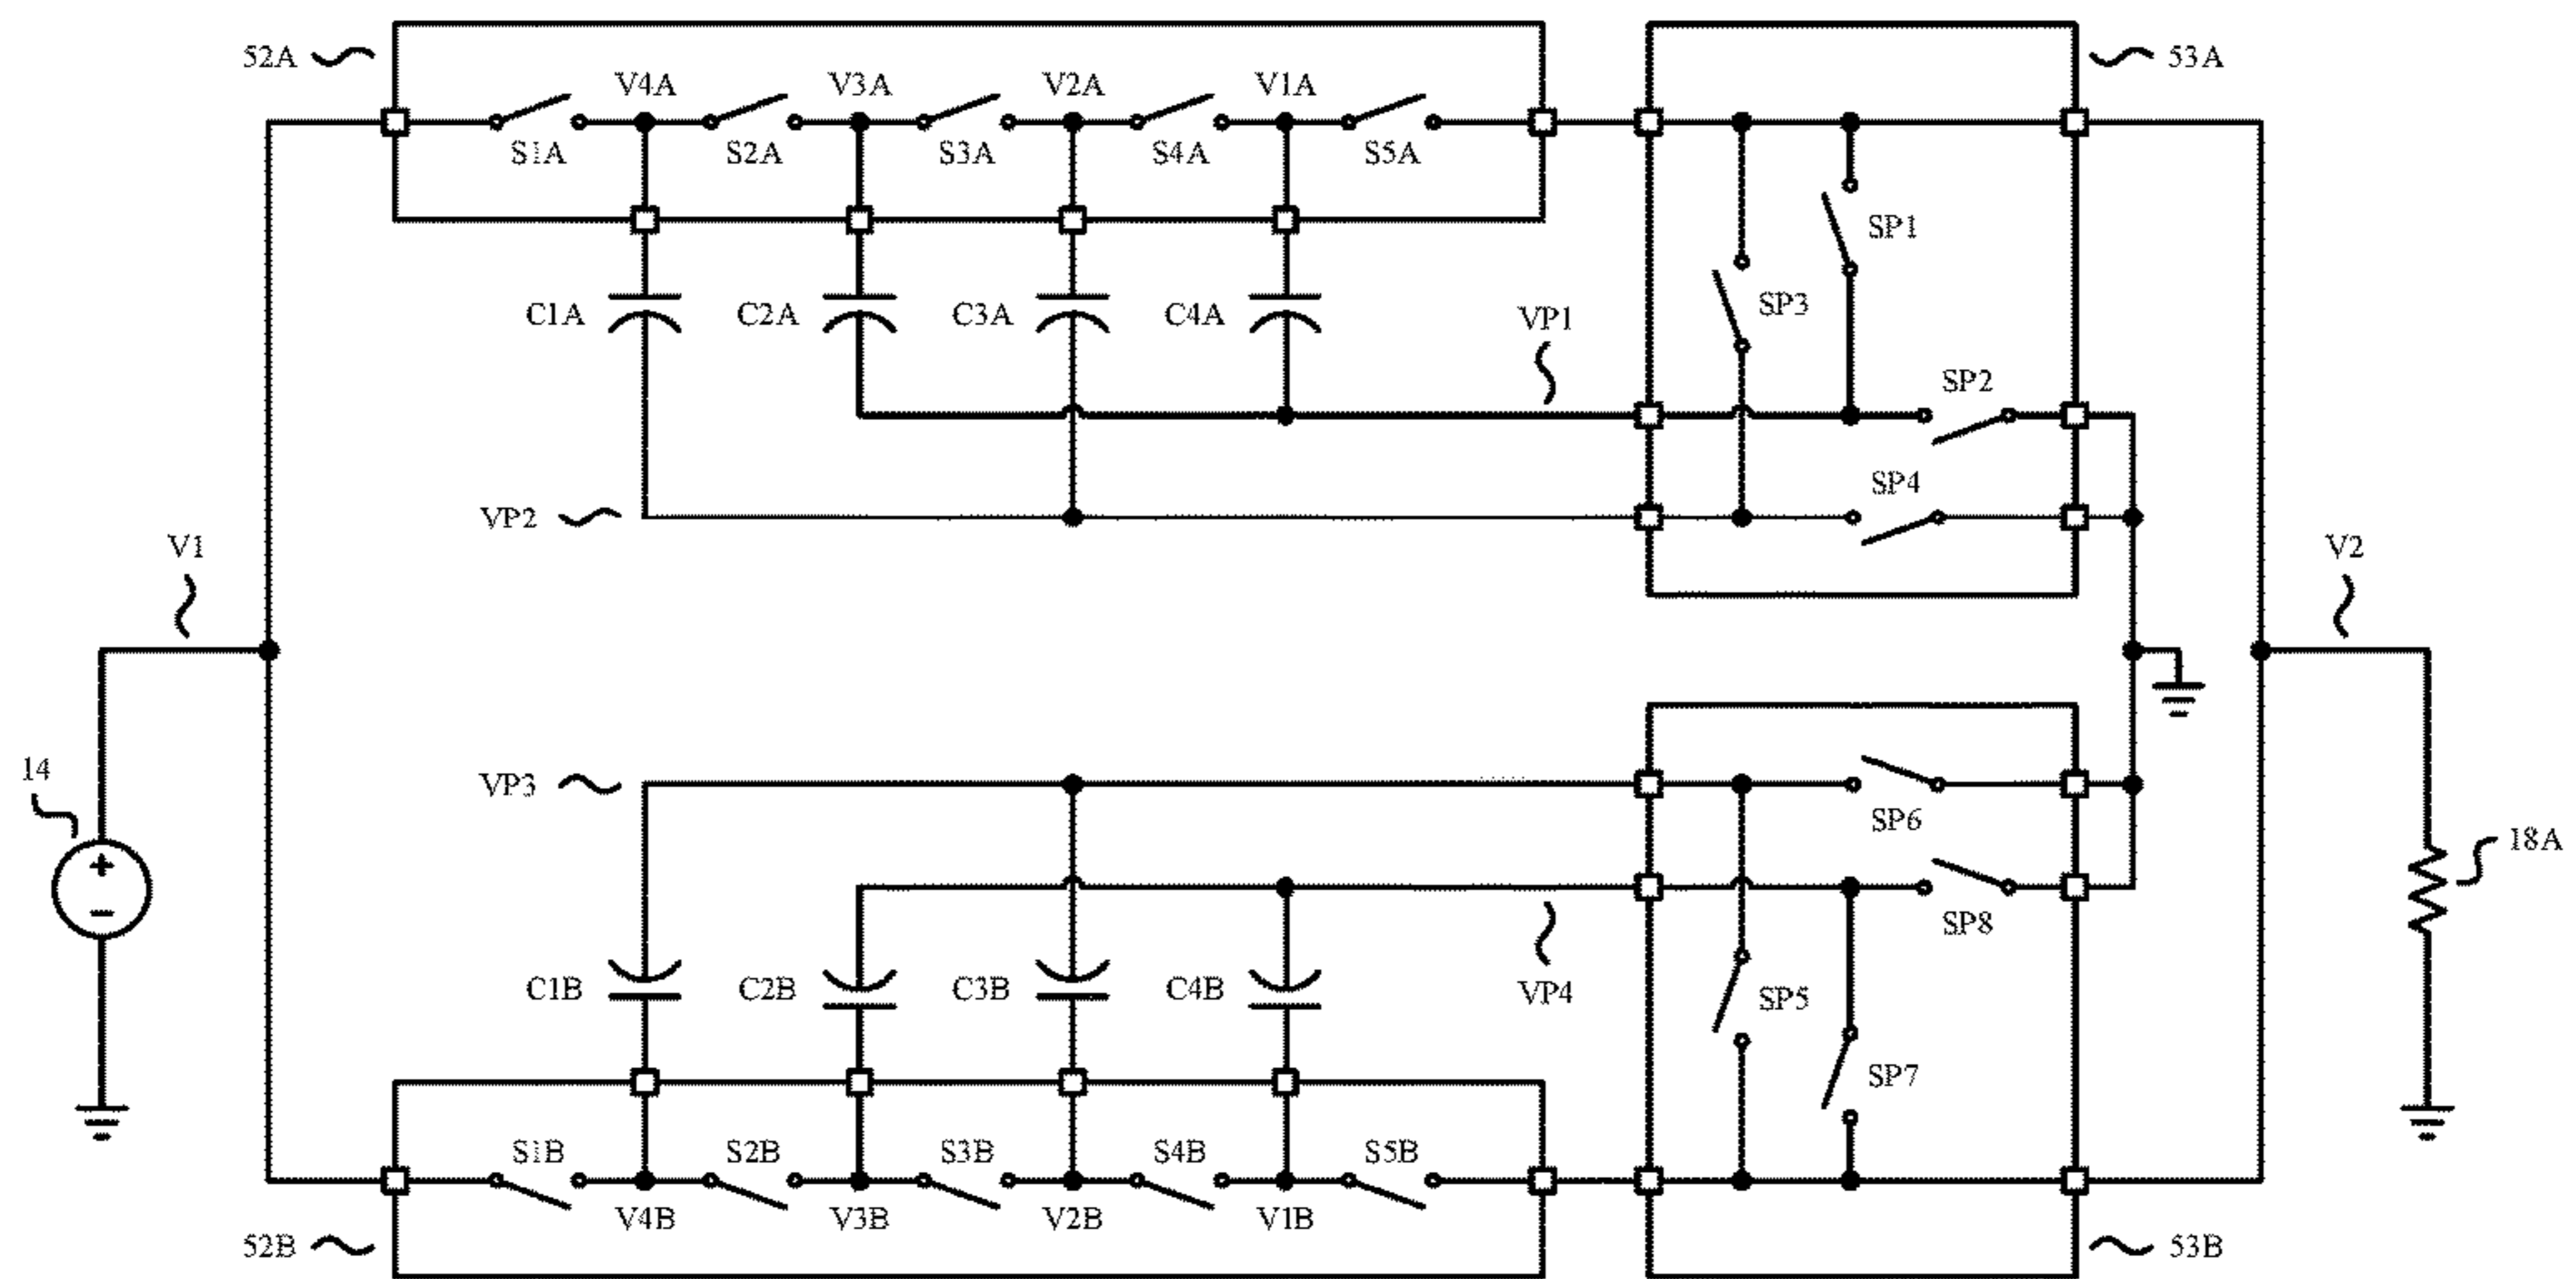 52A
V4A
V3A
V2A
V1A
53A
S1A
S2A
S3A
S4A
S5A
SP1
C1A
C2A
C3A
C4A
VP1
SP3
SP2
SP4
VP2
V1
V2
14
+
−
VP3
SP6
18A
SP8
C1B
C2B
C3B
C4B
VP4
SP5
SP7
S1B
S2B
S3B
S4B
S5B
V4B
V3B
V2B
V1B
52B
53B